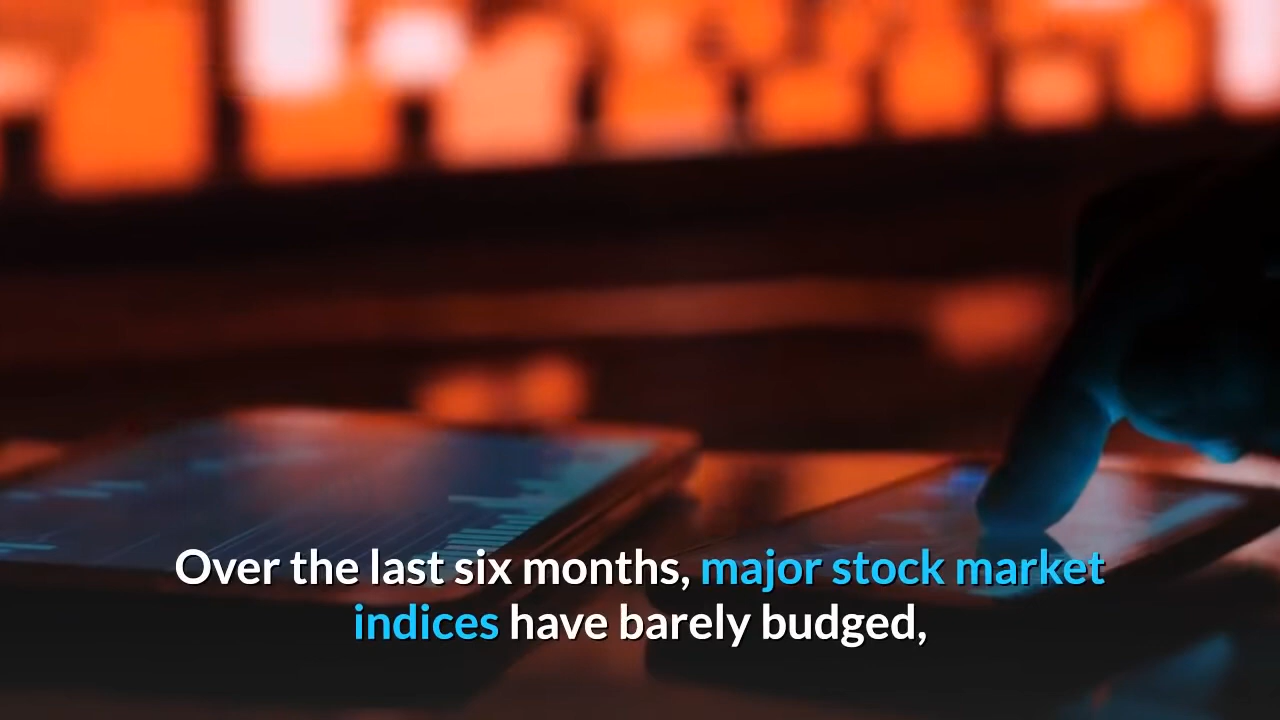 Over the last six months, major stock market
indices have barely budged,